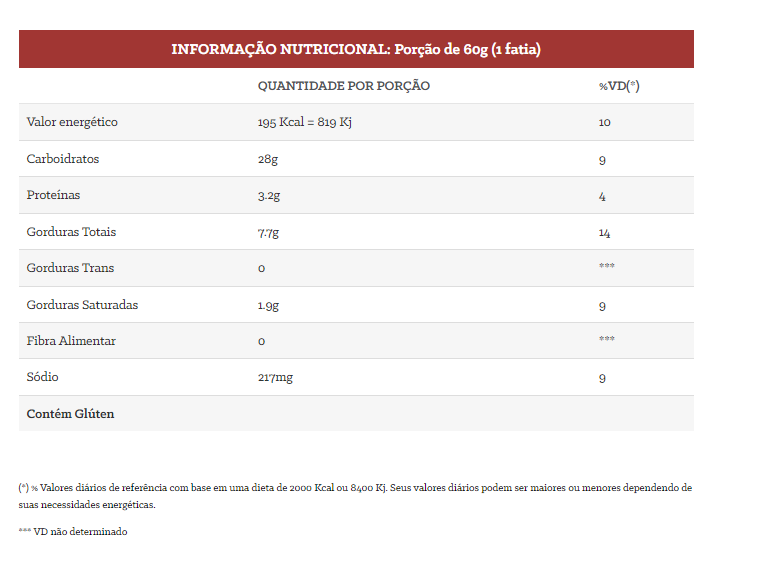 INFORMAÇÃO NUTRICIONAL: Porção de 60g (1 fatia)
QUANTIDADE POR PORÇÃO %VD(*)
Valor energético 195 Kcal = 819 Kj 10
Carboidratos 28g 9
Proteínas 3.2g 4
Gorduras Totais 7.7g 14
Gorduras Trans 0 ***
Gorduras Saturadas 1.9g 9
Fibra Alimentar 0 ***
Sódio 217mg 9
Contém Glúten
(*) % Valores diários de referência com base em uma dieta de 2000 Kcal ou 8400 Kj. Seus valores diários podem ser maiores ou menores dependendo de
suas necessidades energéticas.
*** VD não determinado